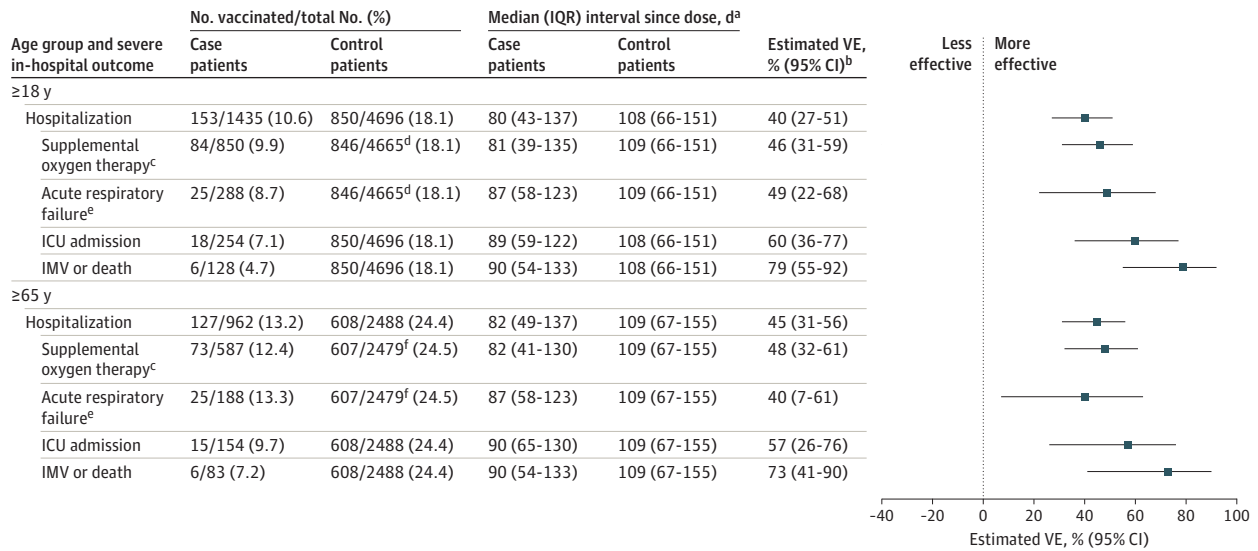 No. vaccinated/total No. (%) Median (IQR) interval since dose, dᵃ
Age group and severe Case Control Case Control Estimated VE, Less More
in-hospital outcome patients patients patients patients % (95% CI)ᵇ effective effective
≥18 y
Hospitalization 153/1435 (10.6) 850/4696 (18.1) 80 (43-137) 108 (66-151) 40 (27-51)
Supplemental 84/850 (9.9) 846/4665ᵈ (18.1) 81 (39-135) 109 (66-151) 46 (31-59)
oxygen therapyᶜ
Acute respiratory 25/288 (8.7) 846/4665ᵈ (18.1) 87 (58-123) 109 (66-151) 49 (22-68)
failureᵉ
ICU admission 18/254 (7.1) 850/4696 (18.1) 89 (59-122) 108 (66-151) 60 (36-77)
IMV or death 6/128 (4.7) 850/4696 (18.1) 90 (54-133) 108 (66-151) 79 (55-92)
≥65 y
Hospitalization 127/962 (13.2) 608/2488 (24.4) 82 (49-137) 109 (67-155) 45 (31-56)
Supplemental 73/587 (12.4) 607/2479ᶠ (24.5) 82 (41-130) 109 (67-155) 48 (32-61)
oxygen therapyᶜ
Acute respiratory 25/188 (13.3) 607/2479ᶠ (24.5) 87 (58-123) 109 (67-155) 40 (7-61)
failureᵉ
ICU admission 15/154 (9.7) 608/2488 (24.4) 90 (65-130) 109 (67-155) 57 (26-76)
IMV or death 6/83 (7.2) 608/2488 (24.4) 90 (54-133) 109 (67-155) 73 (41-90)
-40 -20 0 20 40 60 80 100
Estimated VE, % (95% CI)